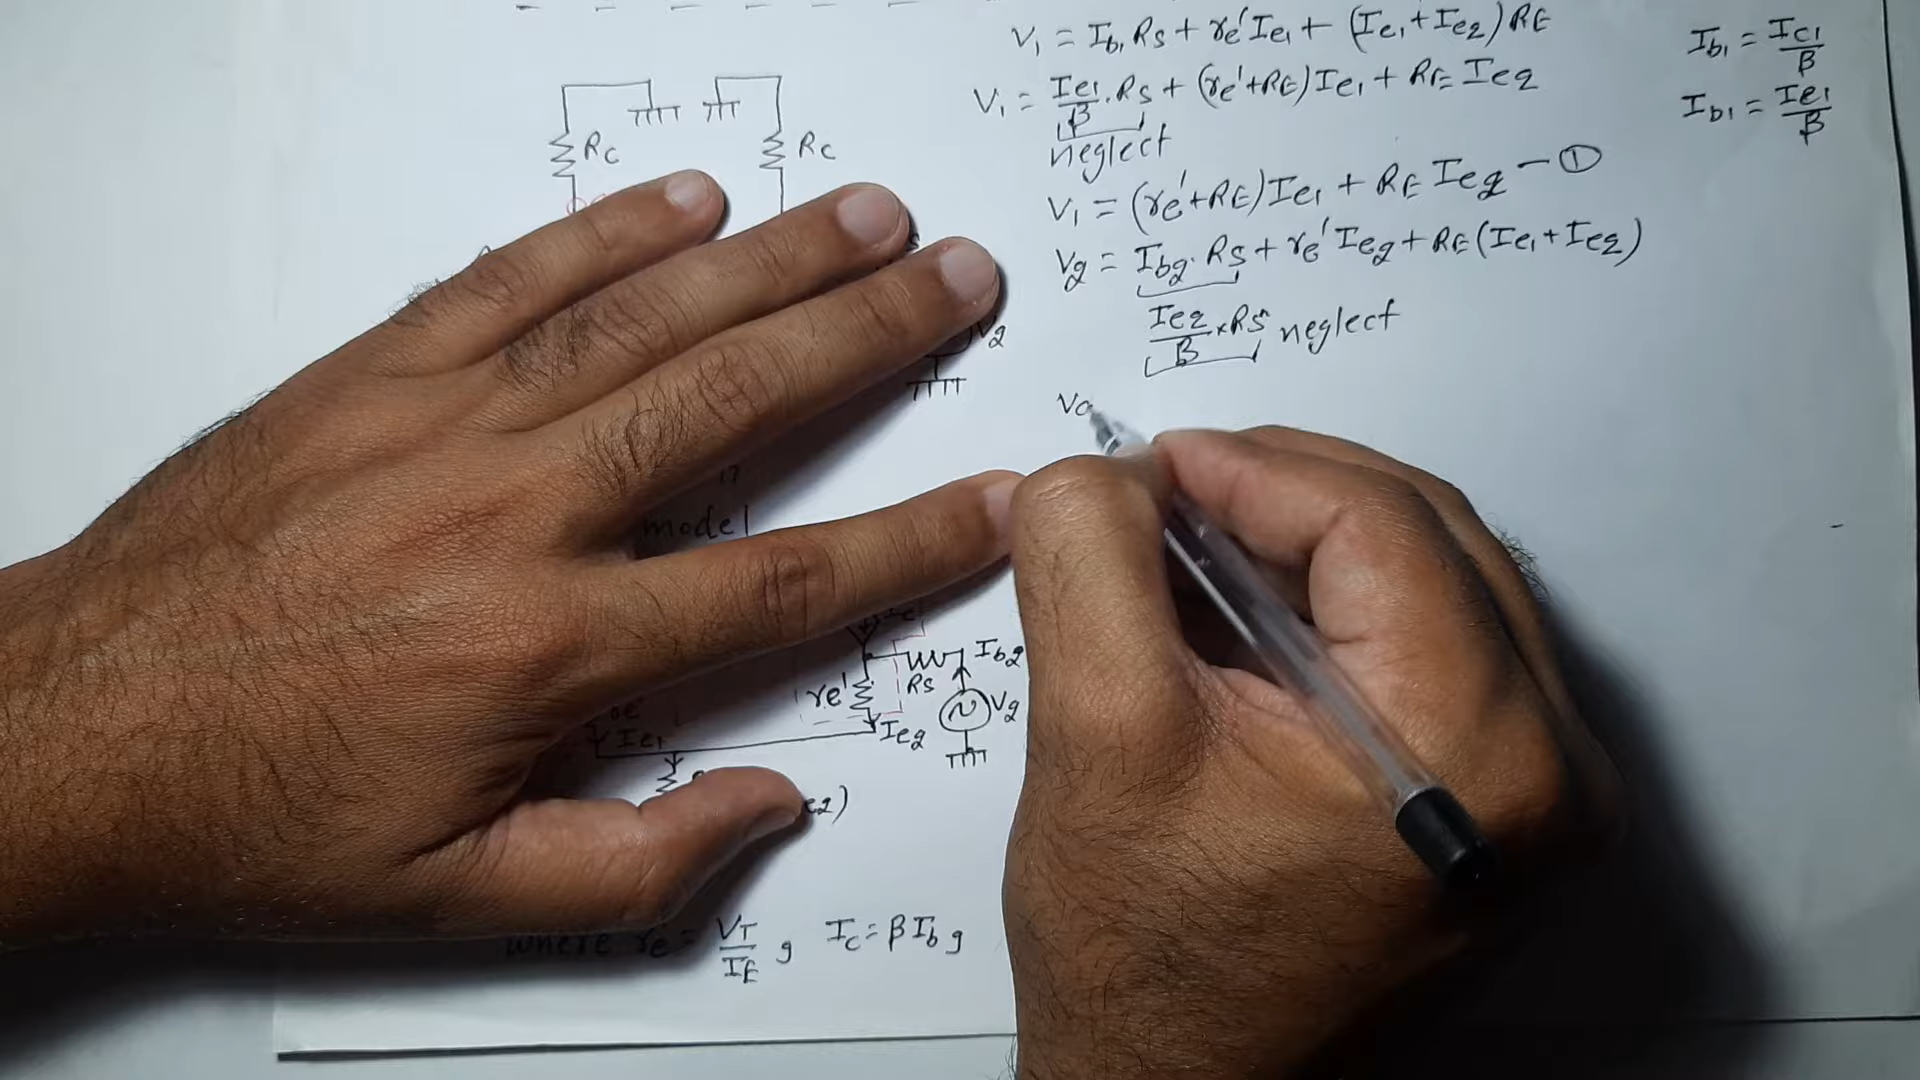 V1 = Ib1 Rs + re' Ie1 + (Ie1 + Ie2) RE
V1 = Ie1/β . Rs + (re' + RE) Ie1 + RE Ie2
neglect
V1 = (re' + RE) Ie1 + RE Ie2 — ①
V2 = Ib2 . Rs + re' Ie2 + RE (Ie1 + Ie2)
Ie2/β × Rs neglect
V2
Ib1 = Ic1/β
Ib1 = Ie1/β
Rc
Rc
V2
model
Ib2
Rs
re'
V2
Ie2
Ie1
e2)
where re' = VT/IE , Ic = β Ib ,